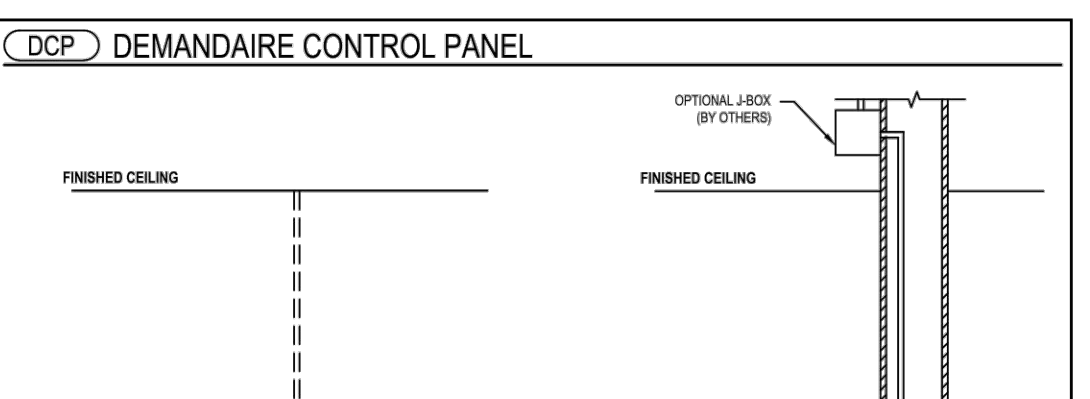 DCP DEMANDAIRE CONTROL PANEL
OPTIONAL J-BOX
(BY OTHERS)
FINISHED CEILING
FINISHED CEILING